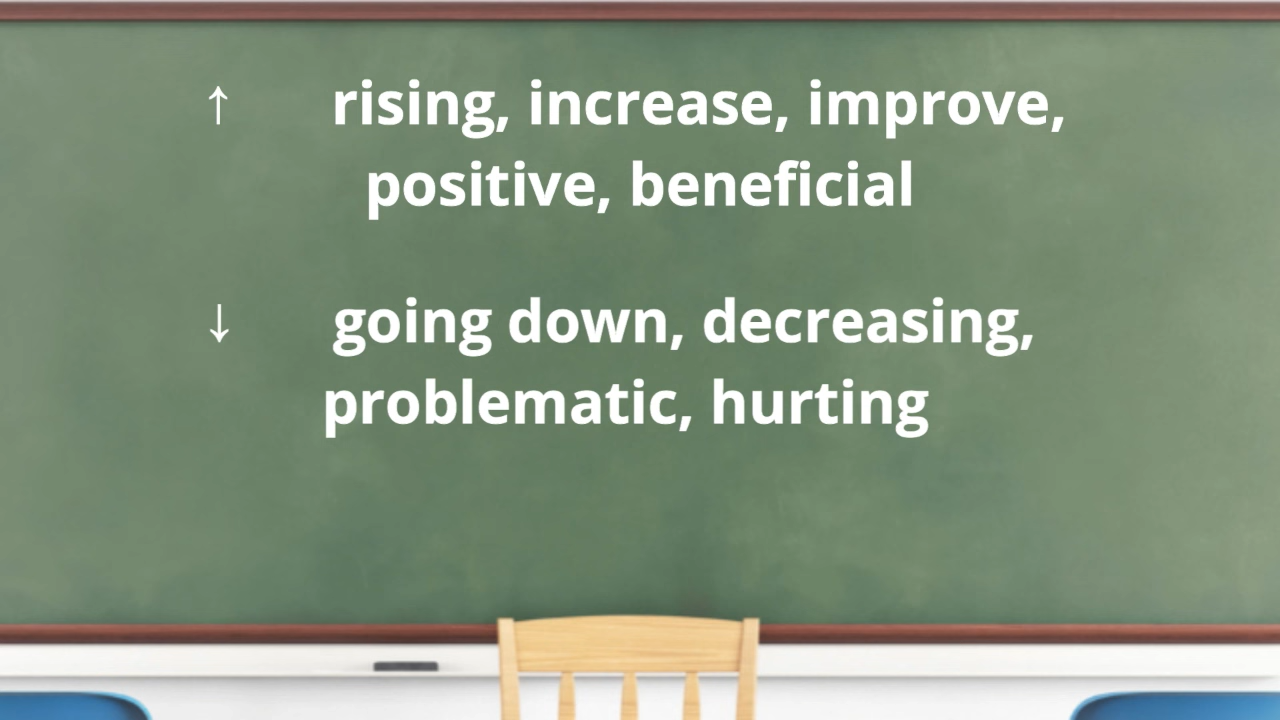 ↑ rising, increase, improve,
positive, beneficial
↓ going down, decreasing,
problematic, hurting